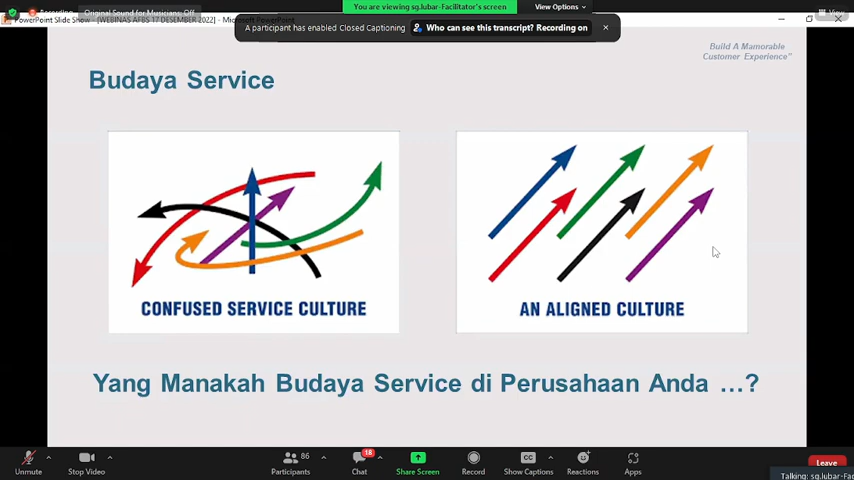 Recording
Original Sound for Musicians: Off
PowerPoint Slide Show - [WEBINAS AFBS 17 DESEMBER 2022] - Microsoft PowerPoint
You are viewing sg.lubar-Facilitator's screen
View Options
View
A participant has enabled Closed Captioning
Who can see this transcript? Recording on
Build A Mamorable
Customer Experience"
Budaya Service
CONFUSED SERVICE CULTURE
AN ALIGNED CULTURE
Yang Manakah Budaya Service di Perusahaan Anda ...?
86
18
CC
Unmute
Stop Video
Participants
Chat
Share Screen
Record
Show Captions
Reactions
Apps
Leave
Talking: sg.lubar-Fac